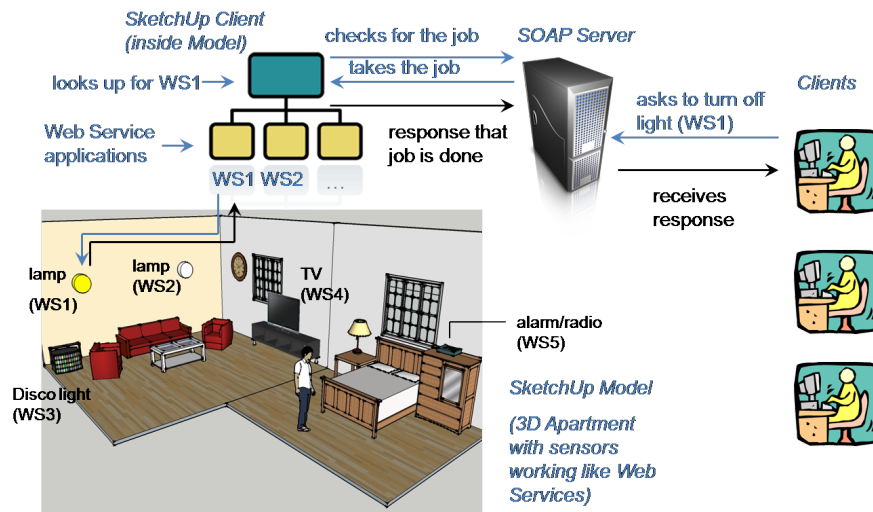 SketchUp Client
(inside Model)
checks for the job
SOAP Server
takes the job
looks up for WS1
Clients
asks to turn off
light (WS1)
Web Service
applications
response that
job is done
WS1 WS2 ...
receives
response
lamp
(WS1)
lamp
(WS2)
TV
(WS4)
alarm/radio
(WS5)
Disco light
(WS3)
SketchUp Model
(3D Apartment
with sensors
working like Web
Services)